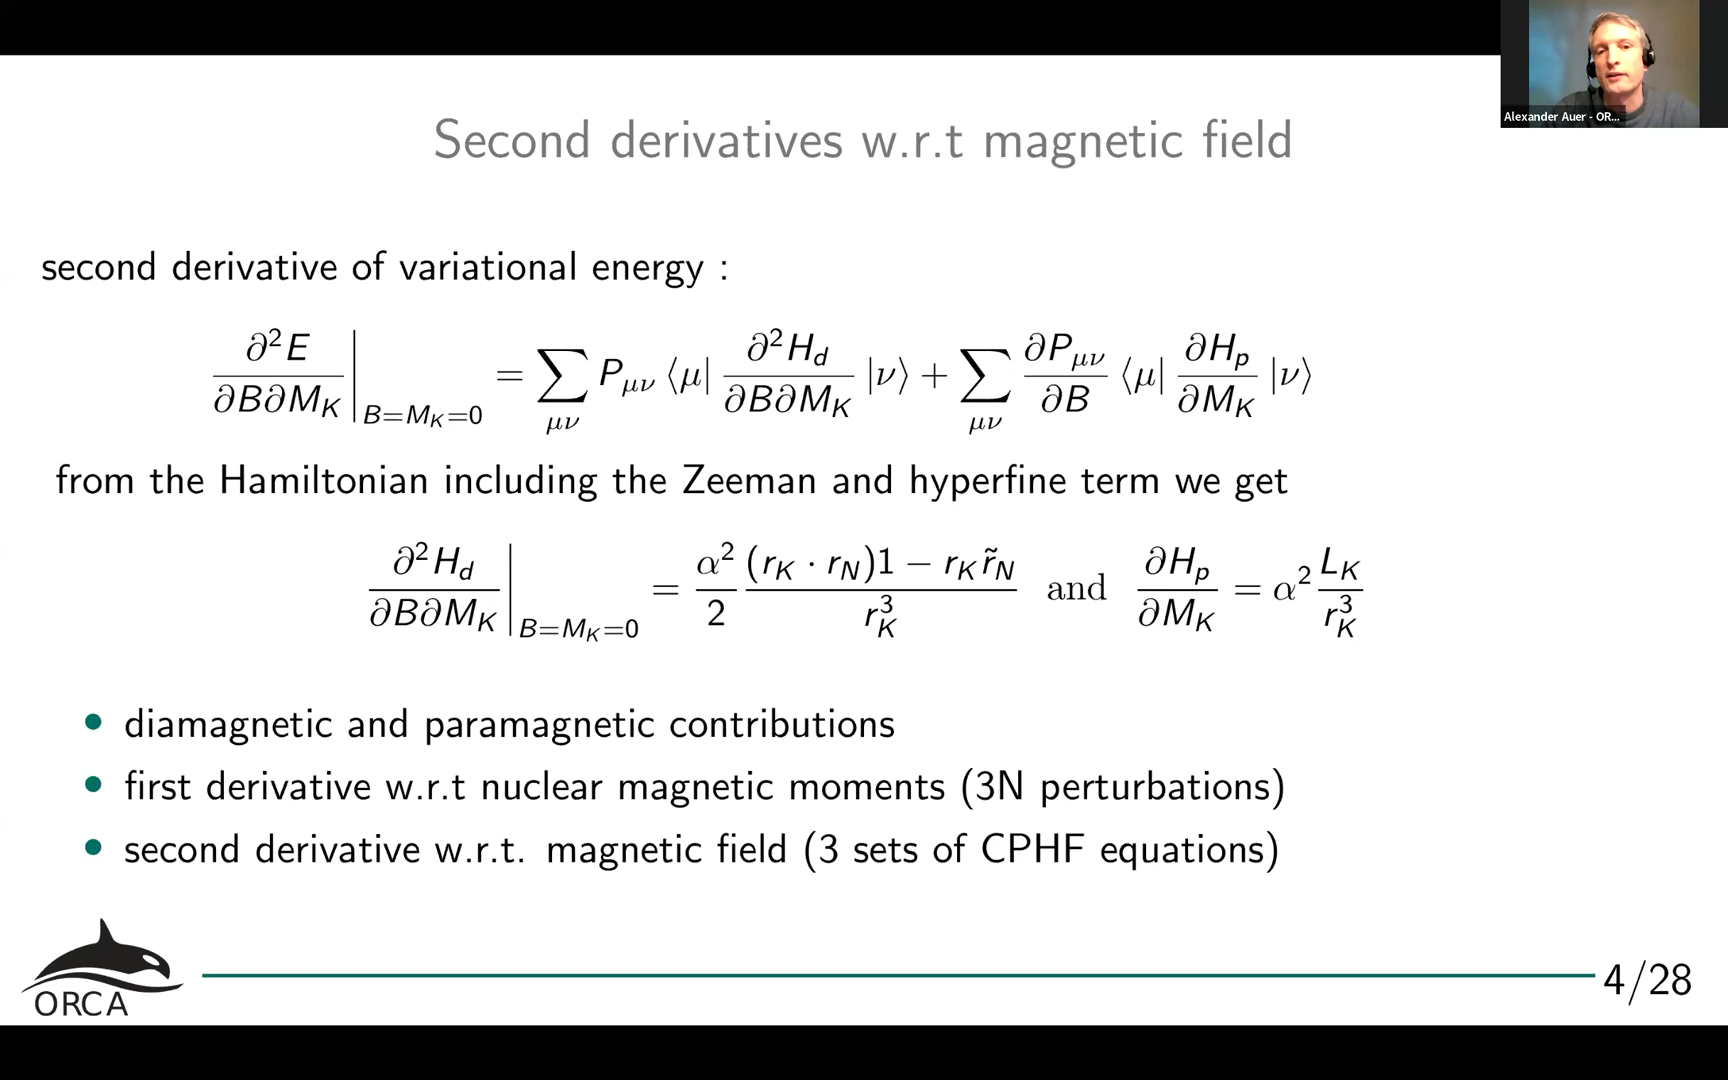 Alexander Auer - OR...
Second derivatives w.r.t magnetic field
second derivative of variational energy :
∂²E / ∂B∂M_K |_{B=M_K=0} = ∑_{μν} P_{μν} ⟨μ| ∂²H_d / ∂B∂M_K |ν⟩ + ∑_{μν} ∂P_{μν} / ∂B ⟨μ| ∂H_p / ∂M_K |ν⟩
from the Hamiltonian including the Zeeman and hyperfine term we get
∂²H_d / ∂B∂M_K |_{B=M_K=0} = α² / 2 (r_K · r_N)1 − r_K r̃_N / r_K³ and ∂H_p / ∂M_K = α² L_K / r_K³
• diamagnetic and paramagnetic contributions
• first derivative w.r.t nuclear magnetic moments (3N perturbations)
• second derivative w.r.t. magnetic field (3 sets of CPHF equations)
ORCA
4/28